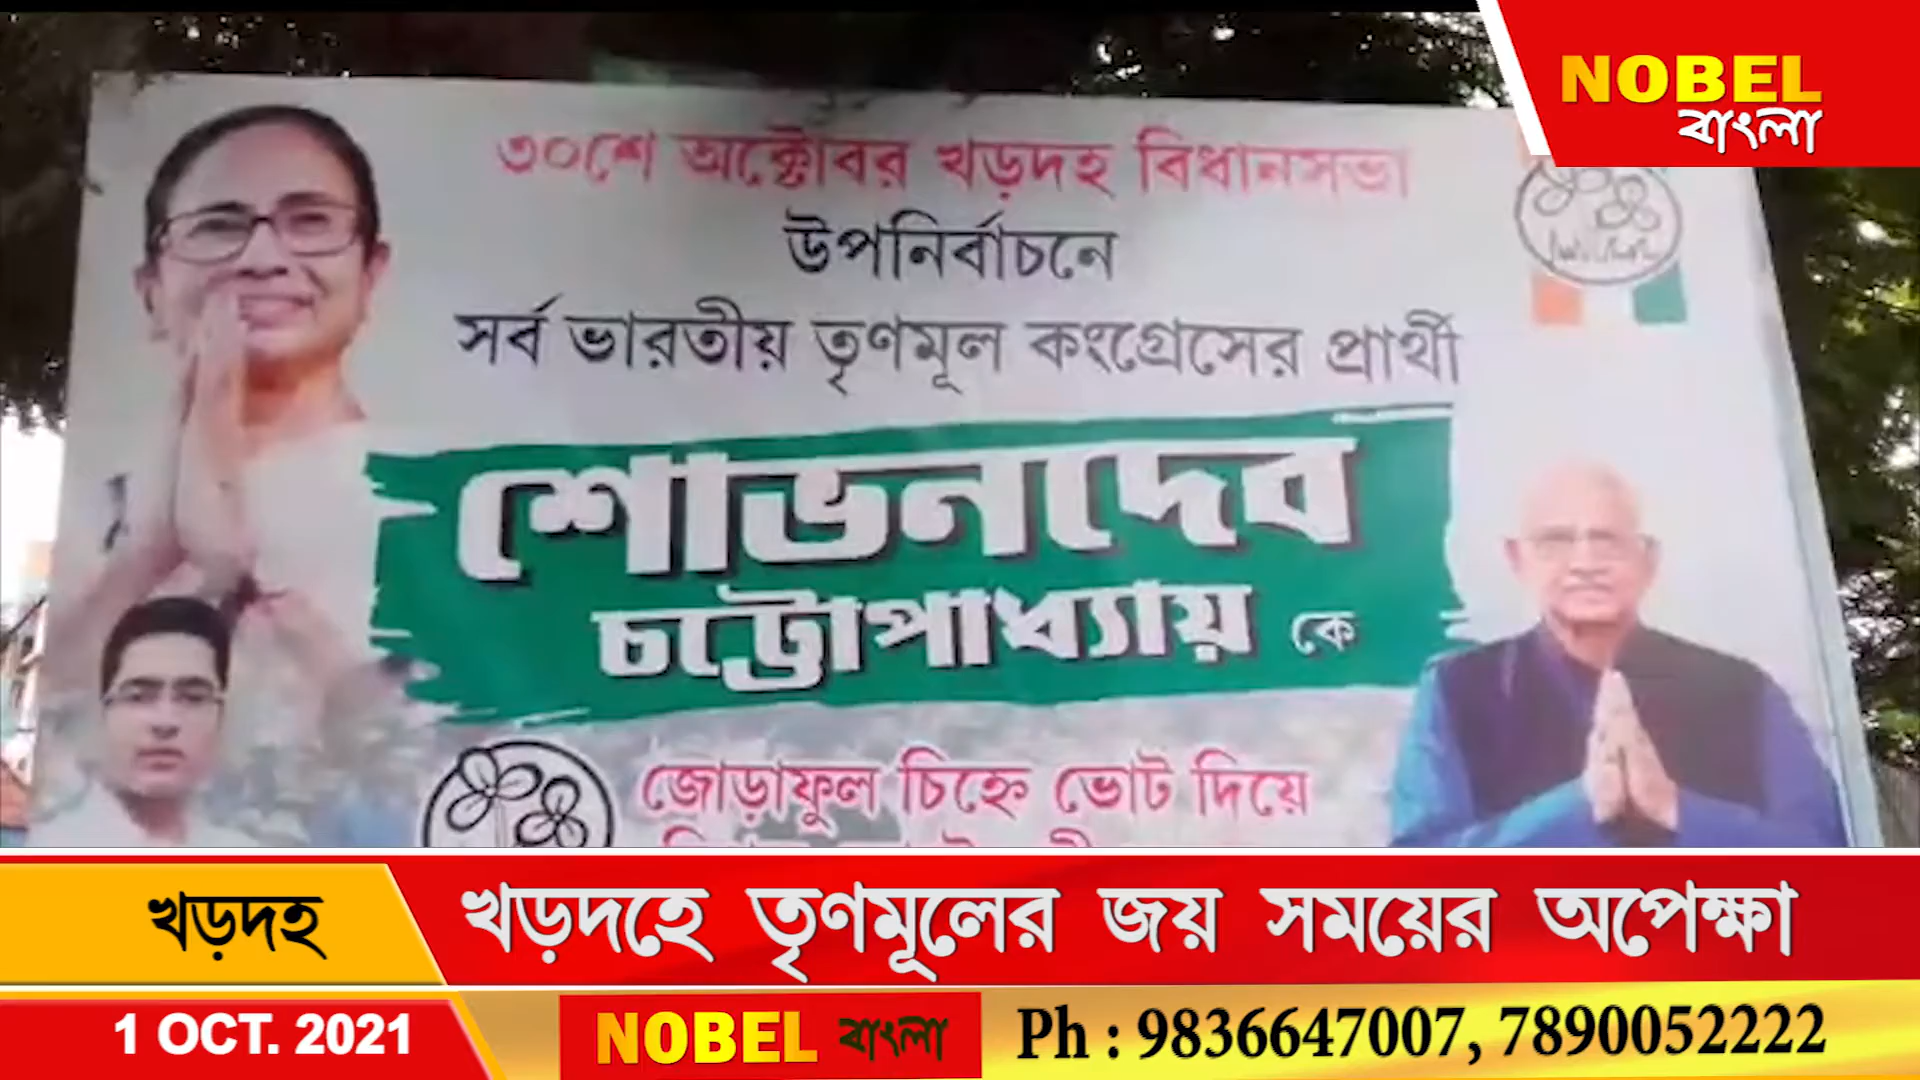 NOBEL
বাংলা
৩০শে অক্টোবর খড়দহ বিধানসভা
উপনির্বাচনে
সর্ব ভারতীয় তৃণমূল কংগ্রেসের প্রার্থী
শোভনদেব
চট্টোপাধ্যায় কে
জোড়াফুল চিহ্নে ভোট দিয়ে
খড়দহ
খড়দহে তৃণমূলের জয় সময়ের অপেক্ষা
1 OCT. 2021
NOBEL বাংলা
Ph : 9836647007, 7890052222